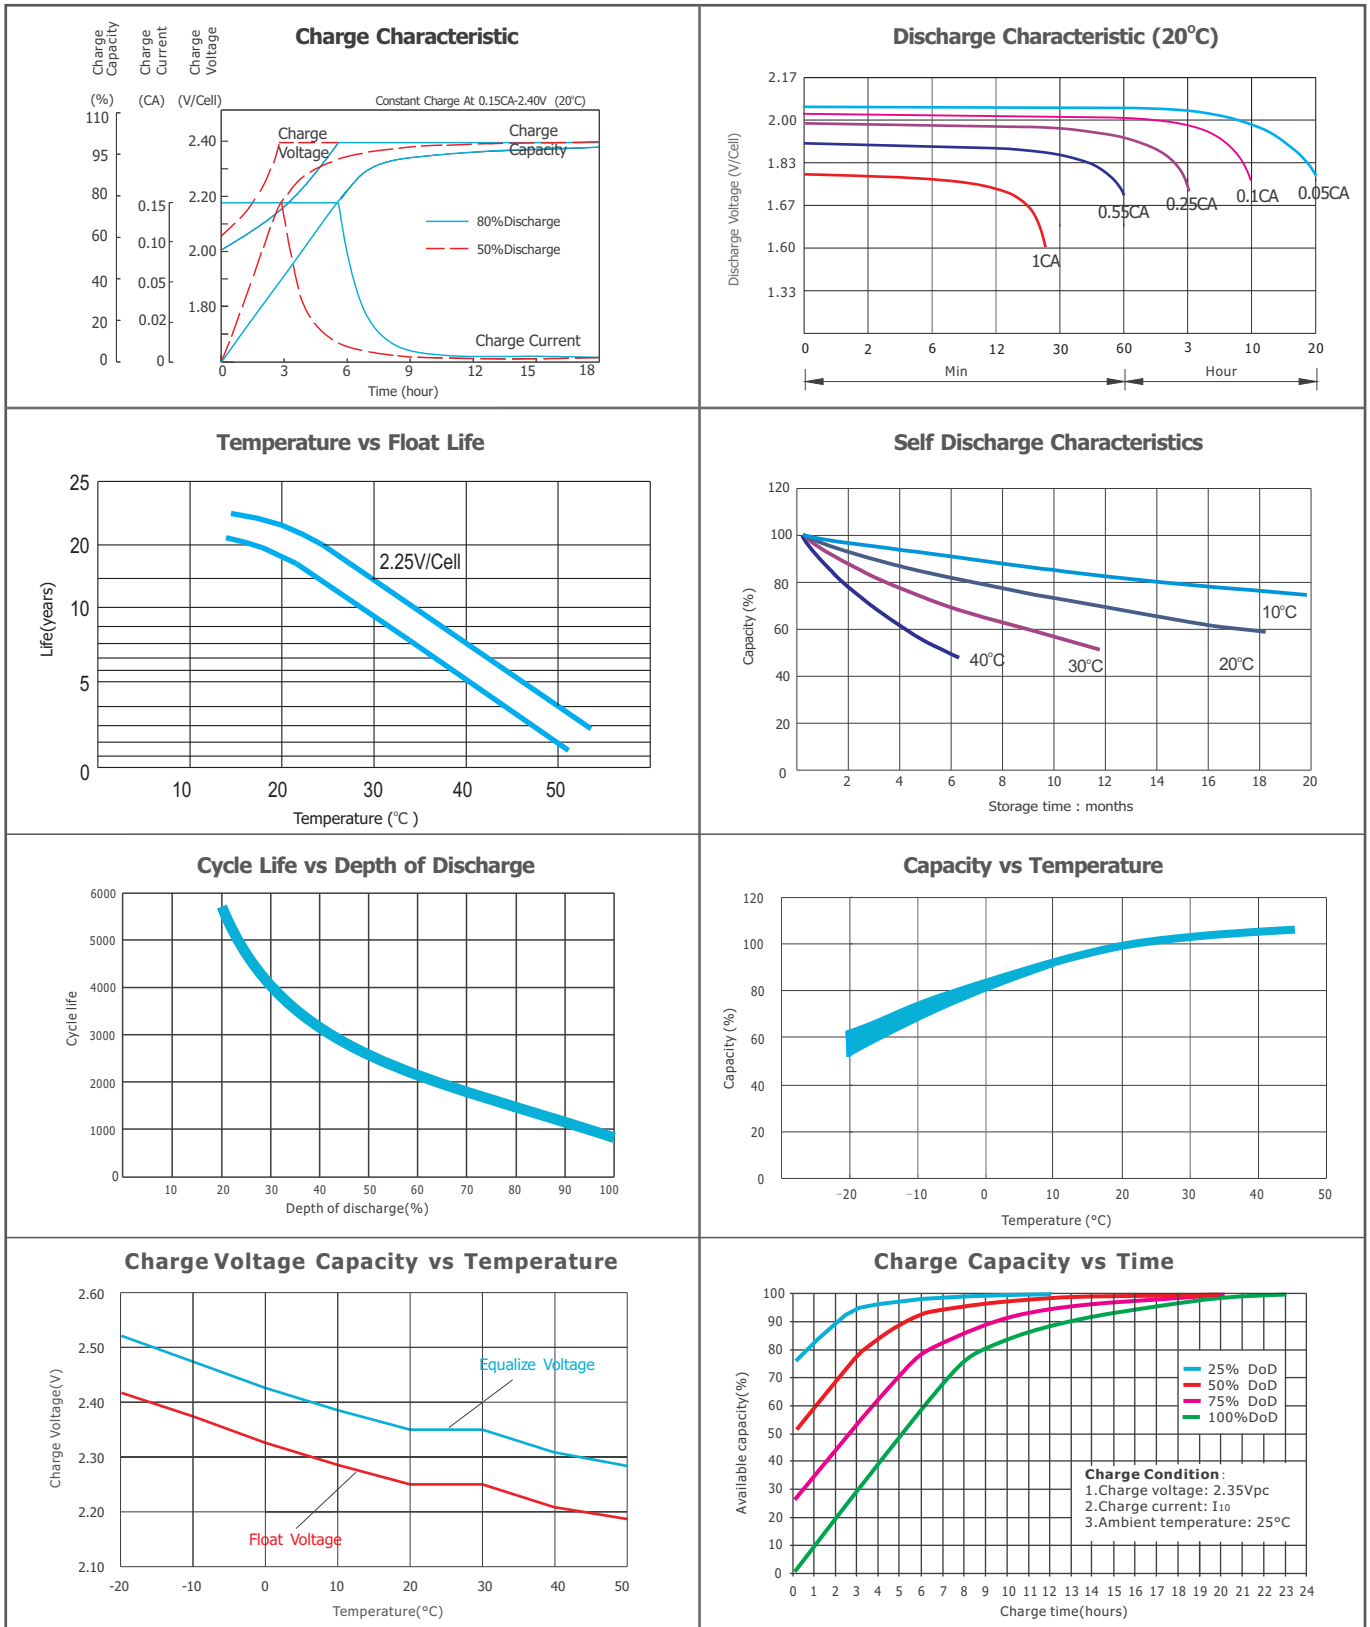 Charge Characteristic
Charge
Capacity
Charge
Current
Charge
Voltage
(%)
(CA)
(V/Cell)
Constant Charge At 0.15CA-2.40V (20°C)
110
95
80
60
40
20
0
0.15
0.10
0.05
0.02
0
2.40
2.20
2.00
1.80
Charge
Voltage
Charge
Capacity
80%Discharge
50%Discharge
Charge Current
0 3 6 9 12 15 18
Time (hour)
Discharge Characteristic (20°C)
Discharge Voltage (V/Cell)
2.17
2.00
1.83
1.67
1.60
1.33
1CA
0.55CA
0.25CA
0.1CA
0.05CA
0 2 6 12 30 60 3 10 20
Min
Hour
Temperature vs Float Life
Life(years)
25
20
10
5
0
2.25V/Cell
10 20 30 40 50
Temperature (°C )
Self Discharge Characteristics
Capacity (%)
120
100
80
60
40
20
0
10°C
20°C
30°C
40°C
2 4 6 8 10 12 14 16 18 20
Storage time : months
Cycle Life vs Depth of Discharge
Cycle life
6000
5000
4000
3000
2000
1000
0
10 20 30 40 50 60 70 80 90 100
Depth of discharge(%)
Capacity vs Temperature
Capacity (%)
120
100
80
60
40
20
0
-20 -10 0 10 20 30 40 50
Temperature (°C)
Charge Voltage Capacity vs Temperature
Charge Voltage(V)
2.60
2.50
2.40
2.30
2.20
2.10
Equalize Voltage
Float Voltage
-20 -10 0 10 20 30 40 50
Temperature(°C)
Charge Capacity vs Time
Available capacity(%)
100
90
80
70
60
50
40
30
20
10
0
25% DoD
50% DoD
75% DoD
100%DoD
Charge Condition:
1.Charge voltage: 2.35Vpc
2.Charge current: I10
3.Ambient temperature: 25°C
0 1 2 3 4 5 6 7 8 9 10 11 12 13 14 15 16 17 18 19 20 21 22 23 24
Charge time(hours)